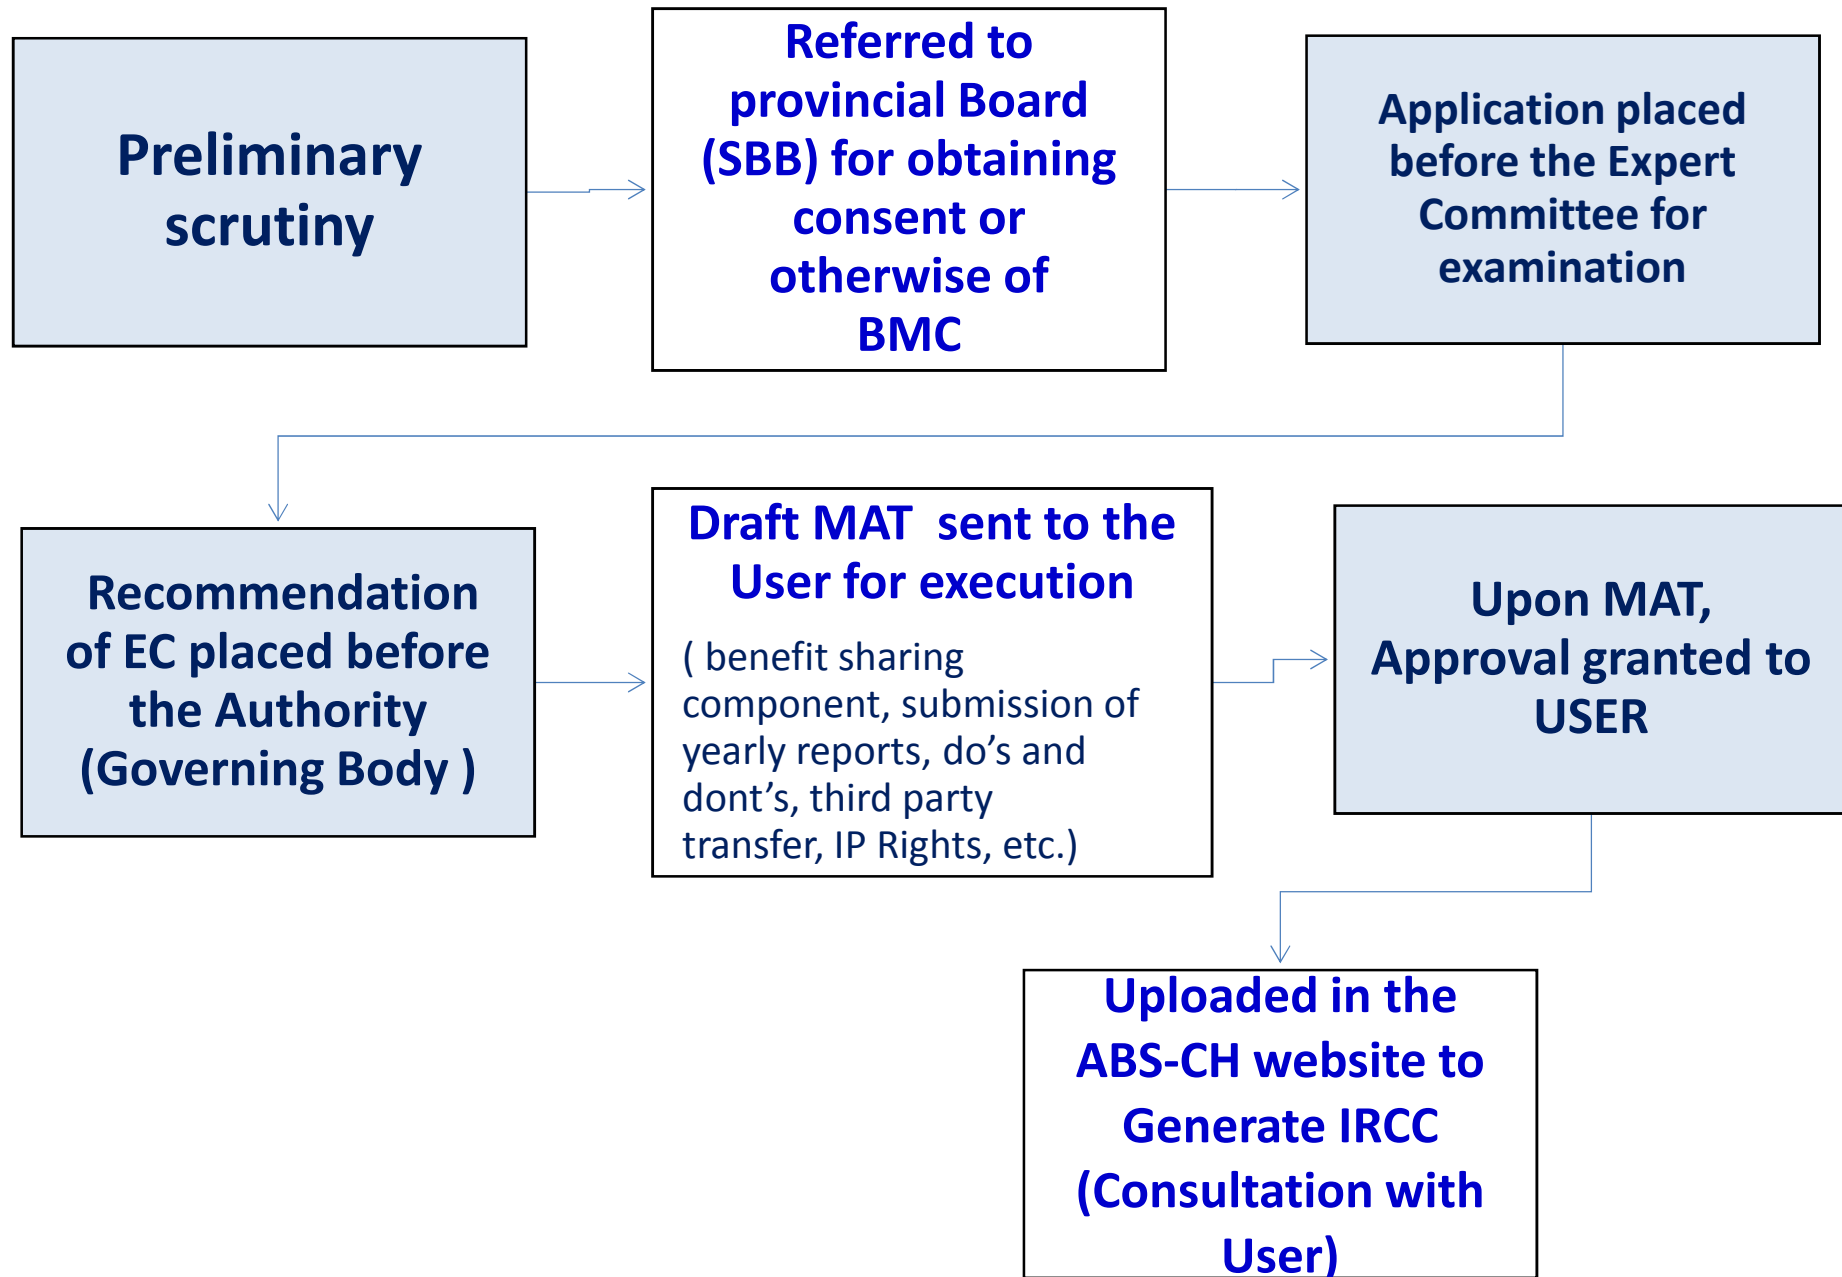 Preliminary
scrutiny
Referred to
provincial Board
(SBB) for obtaining
consent or
otherwise of
BMC
Application placed
before the Expert
Committee for
examination
Recommendation
of EC placed before
the Authority
(Governing Body )
Draft MAT  sent to the
User for execution
( benefit sharing
component, submission of
yearly reports, do’s and
dont’s, third party
transfer, IP Rights, etc.)
Upon MAT,
Approval granted to
USER
Uploaded in the
ABS-CH website to
Generate IRCC
(Consultation with
User)